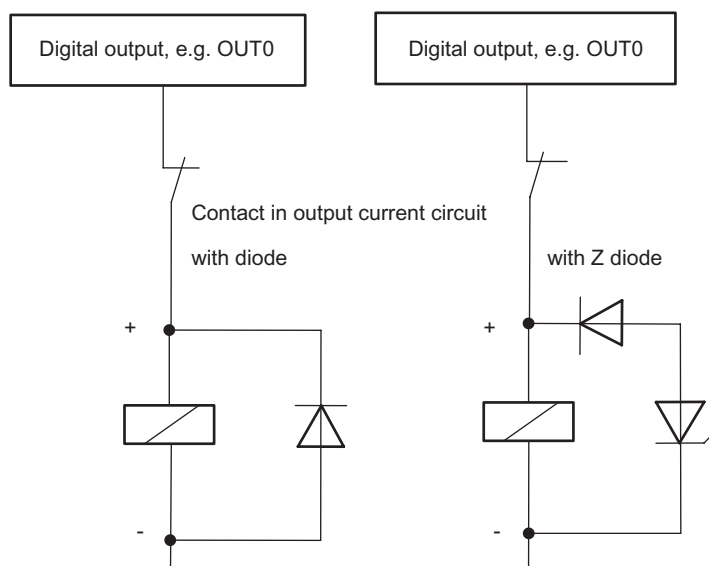 Digital output, e.g. OUT0
Digital output, e.g. OUT0
Contact in output current circuit
with diode
with Z diode
+
+
-
-